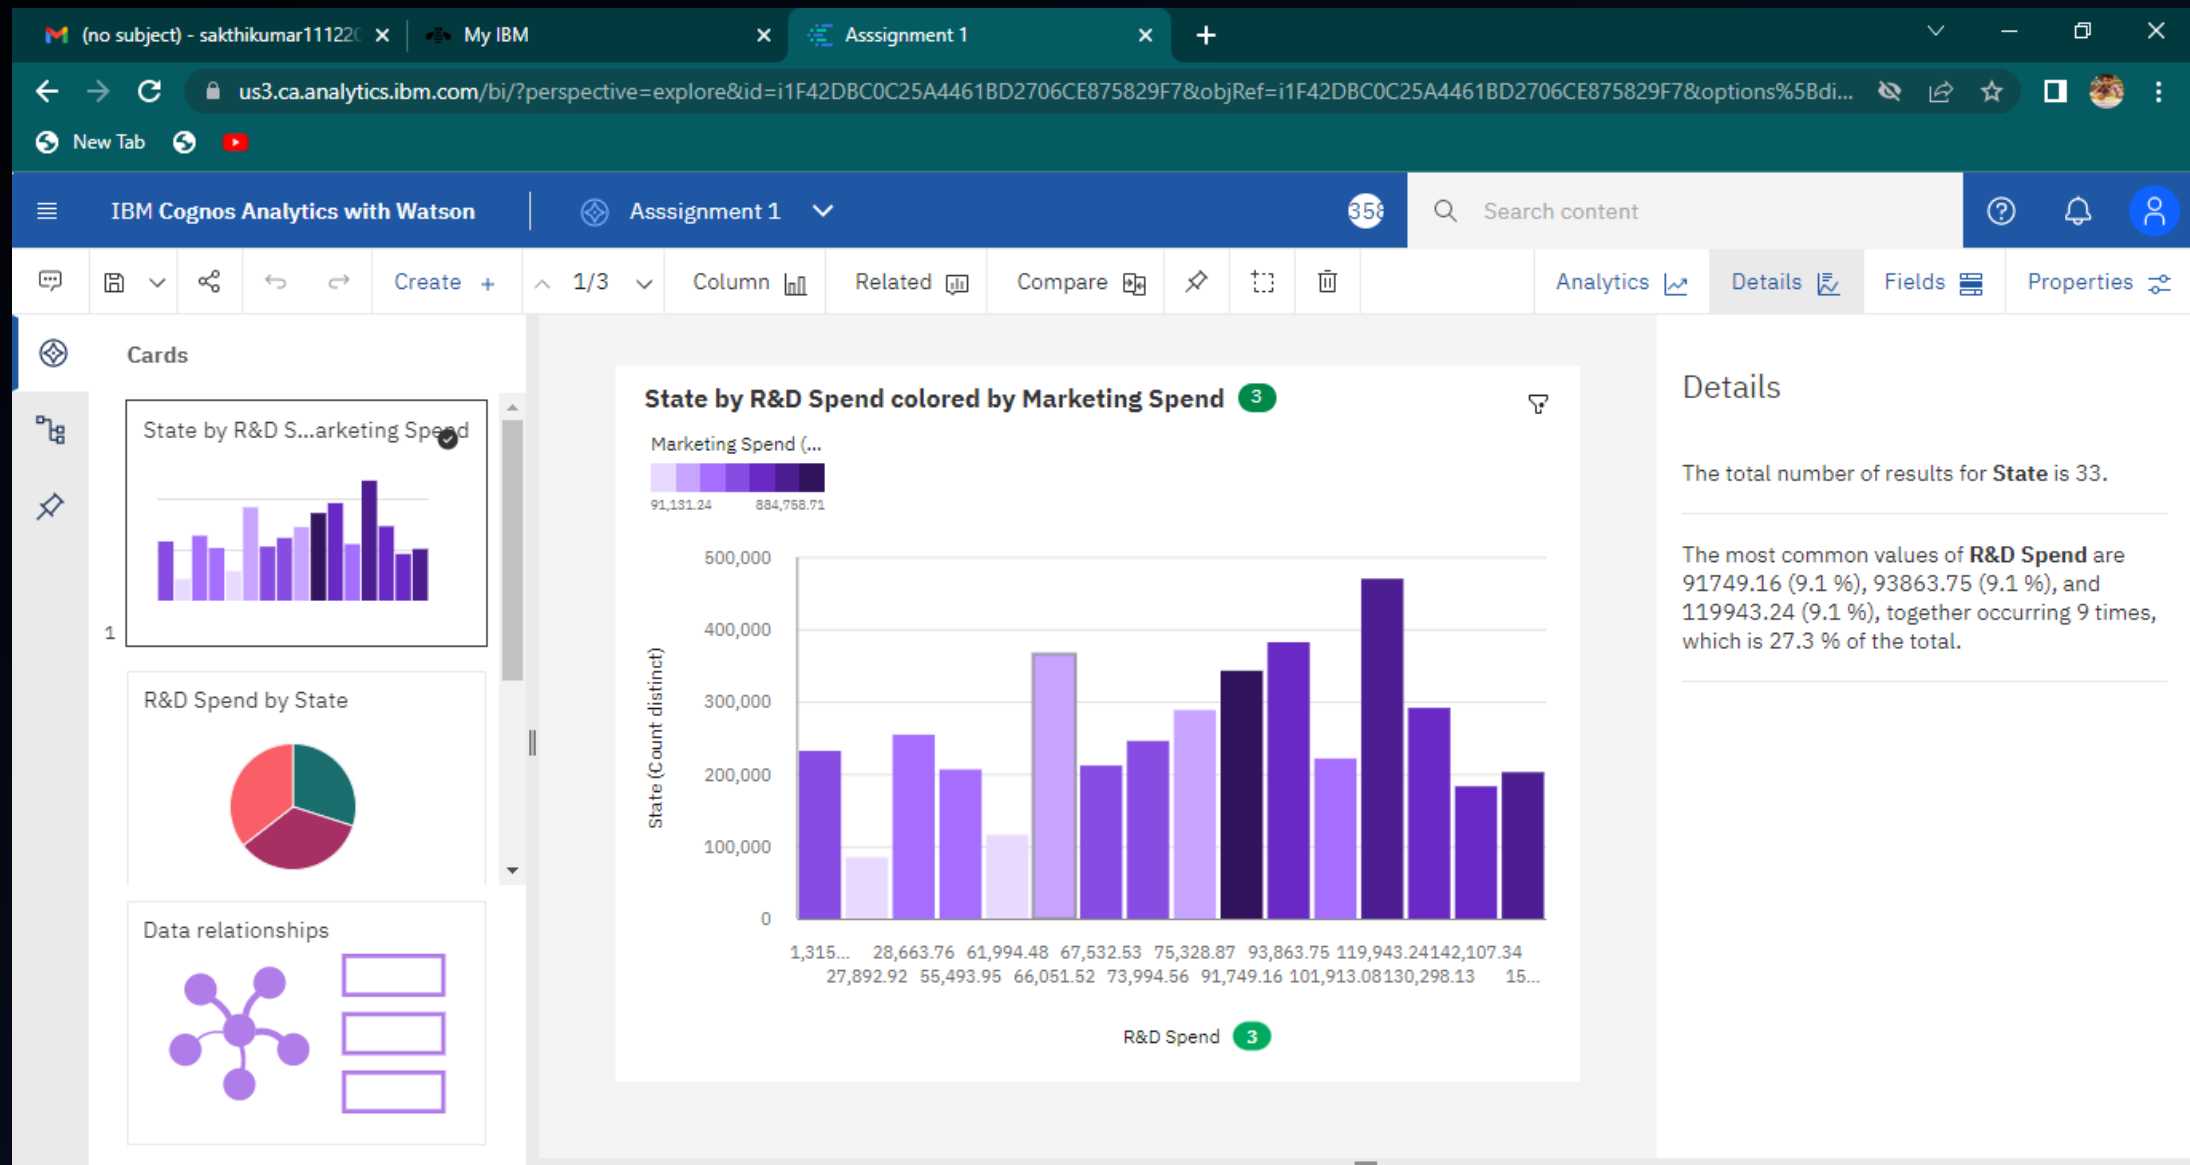 (no subject) - sakthikumar111220
My IBM
Asssignment 1
us3.ca.analytics.ibm.com/bi/?perspective=explore&id=i1F42DBC0C25A4461BD2706CE875829F7&objRef=i1F42DBC0C25A4461BD2706CE875829F7&options%5Bdi...
New Tab
IBM Cognos Analytics with Watson
Asssignment 1
358
Search content
Create +
1/3
Column
Related
Compare
Analytics
Details
Fields
Properties
Cards
State by R&D S...arketing Spend
1
R&D Spend by State
Data relationships
State by R&D Spend colored by Marketing Spend 3
Marketing Spend (...
91,131.24 884,758.71
500,000
400,000
300,000
200,000
100,000
0
State (Count distinct)
1,315... 28,663.76 61,994.48 67,532.53 75,328.87 93,863.75 119,943.24 142,107.34
27,892.92 55,493.95 66,051.52 73,994.56 91,749.16 101,913.08 130,298.13 15...
R&D Spend 3
Details
The total number of results for State is 33.
The most common values of R&D Spend are
91749.16 (9.1 %), 93863.75 (9.1 %), and
119943.24 (9.1 %), together occurring 9 times,
which is 27.3 % of the total.